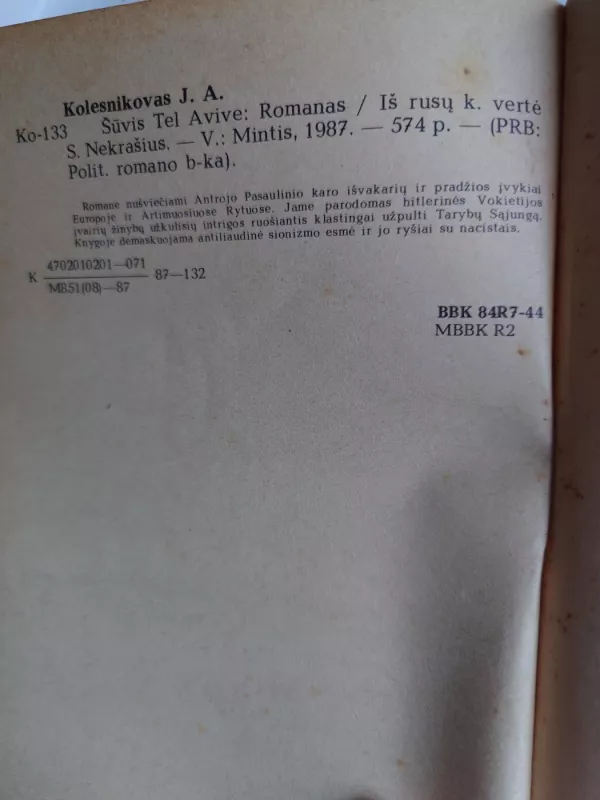 Kolesnikovas J. A.
Ko-133 Šūvis Tel Avive: Romanas / Iš rusų k. vertė
S. Nekrašius. — V.: Mintis, 1987. — 574 p. — (PRB:
Polit. romano b-ka).
Romane nušviečiami Antrojo Pasaulinio karo išvakarių ir pradžios įvykiai
Europoje ir Artimuosiuose Rytuose. Jame parodomas hitlerinės Vokietijos
įvairių žinybų užkulisių intrigos ruošiantis klastingai užpulti Tarybų Sąjungą.
Knygoje demaskuojama antiliaudinė sionizmo esmė ir jo ryšiai su nacistais.
4702010201—071
K 87—132
M851(08)—87
BBK 84R7-44
MBBK R2